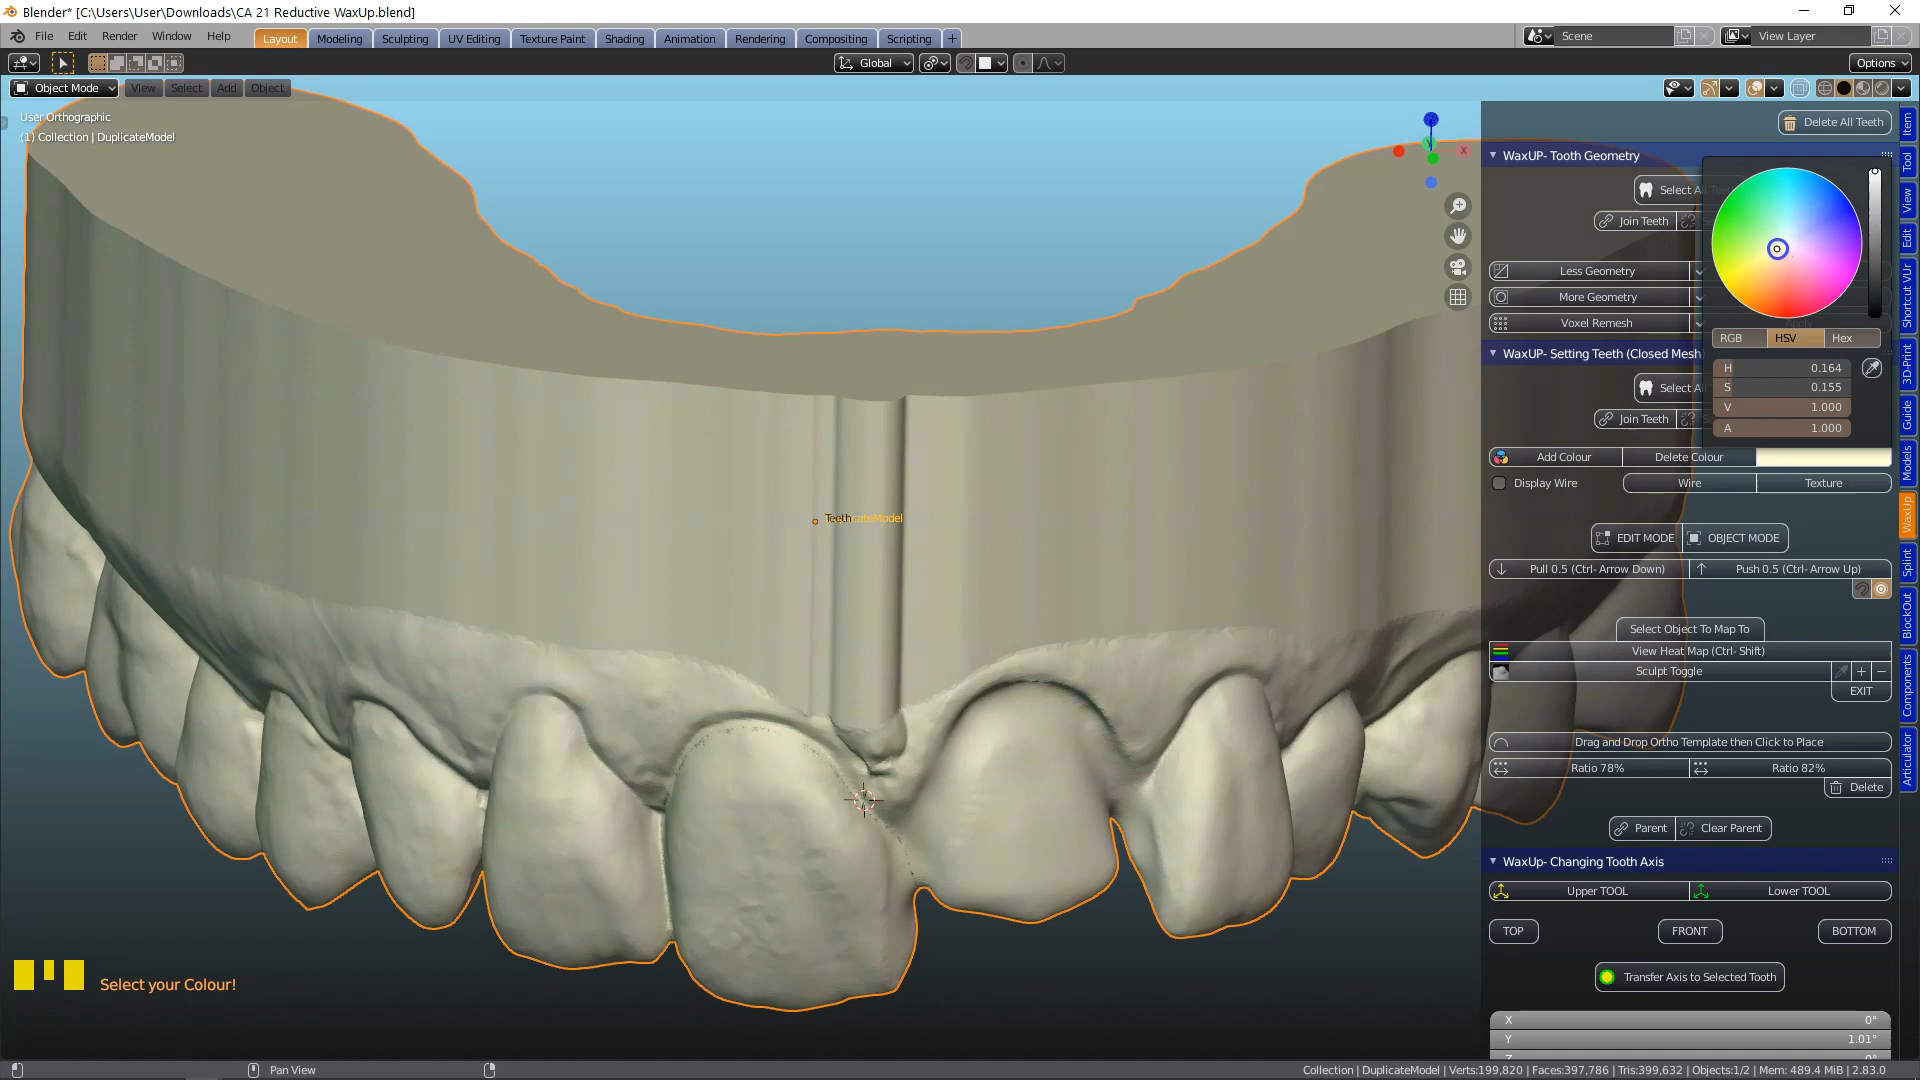 Blender* [C:\Users\User\Downloads\CA 21 Reductive WaxUp.blend]
File Edit Render Window Help Layout Modeling Sculpting UV Editing Texture Paint Shading Animation Rendering Compositing Scripting + Scene View Layer
Global Options
Object Mode View Select Add Object
User Orthographic
(1) Collection | DuplicateModel
X
Delete All Teeth
WaxUP- Tooth Geometry
Join Teeth
Less Geometry
More Geometry
Voxel Remesh
RGB HSV Hex
WaxUP- Setting Teeth (Closed Mesh
H 0.164
S 0.155
V 1.000
A 1.000
Join Teeth
Add Colour Delete Colour
Display Wire Wire Texture
EDIT MODE OBJECT MODE
Pull 0.5 (Ctrl- Arrow Down) Push 0.5 (Ctrl- Arrow Up)
Select Object To Map To
View Heat Map (Ctrl- Shift)
Sculpt Toggle
EXIT
Drag and Drop Ortho Template then Click to Place
Ratio 78% Ratio 82%
Delete
Parent Clear Parent
WaxUp- Changing Tooth Axis
Upper TOOL Lower TOOL
TOP FRONT BOTTOM
Transfer Axis to Selected Tooth
X 0°
Y 1.01°
Item
Tool
View
Edit
Shortcut VUr
3D-Print
Guide
Models
WaxUp
Splint
BlockOut
Components
Articulator
Select your Colour!
Pan View
Collection | DuplicateModel | Verts:199,820 | Faces:397,786 | Tris:399,632 | Objects:1/2 | Mem: 489.4 MiB | 2.83.0